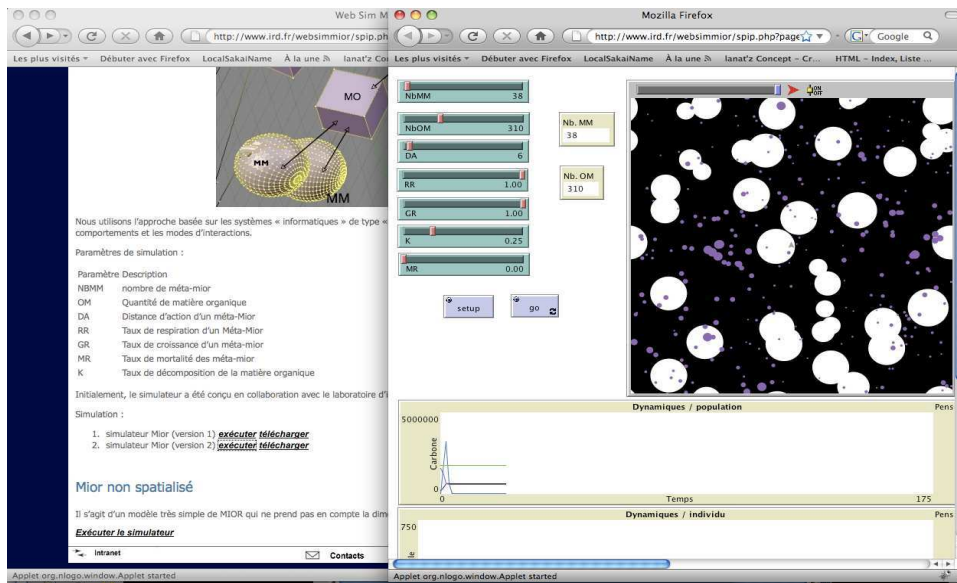 Web Sim M
http://www.ird.fr/websimmior/spip.ph
Les plus visités Débuter avec Firefox LocalSakaiName À la une lanat'z Co
MO
MM
MM
Nous utilisons l'approche basée sur les systèmes « informatiques » de type «
comportements et les modes d'interactions.
Paramètres de simulation :
Paramètre Description
NBMM nombre de méta-mior
OM Quantité de matière organique
DA Distance d'action d'un méta-Mior
RR Taux de respiration d'un Méta-Mior
GR Taux de croissance d'un méta-Mior
MR Taux de mortalité des méta-mior
K Taux de décomposition de la matière organique
Initialement, le simulateur a été conçu en collaboration avec le laboratoire d'i
Simulation :
1. simulateur Mior (version 1) exécuter télécharger
2. simulateur Mior (version 2) exécuter télécharger
Mior non spatialisé
Il s'agit d'un modèle très simple de MIOR qui ne prend pas en compte la dim
Exécuter le simulateur
Intranet Contacts
Applet org.nlogo.window.Applet started
Mozilla Firefox
http://www.ird.fr/websimmior/spip.php?page
Google
Les plus visités Débuter avec Firefox LocalSakaiName À la une lanat'z Concept - Cr... HTML - Index, Liste ...
NbMM 38
NbOM 310
DA 6
RR 1.00
GR 1.00
K 0.25
MR 0.00
Nb. MM
38
Nb. OM
310
setup
go
ON
OFF
Dynamiques / population
Pens
5000000
Carbone
0
0 Temps 175
Dynamiques / individu
Pens
750
Applet org.nlogo.window.Applet started